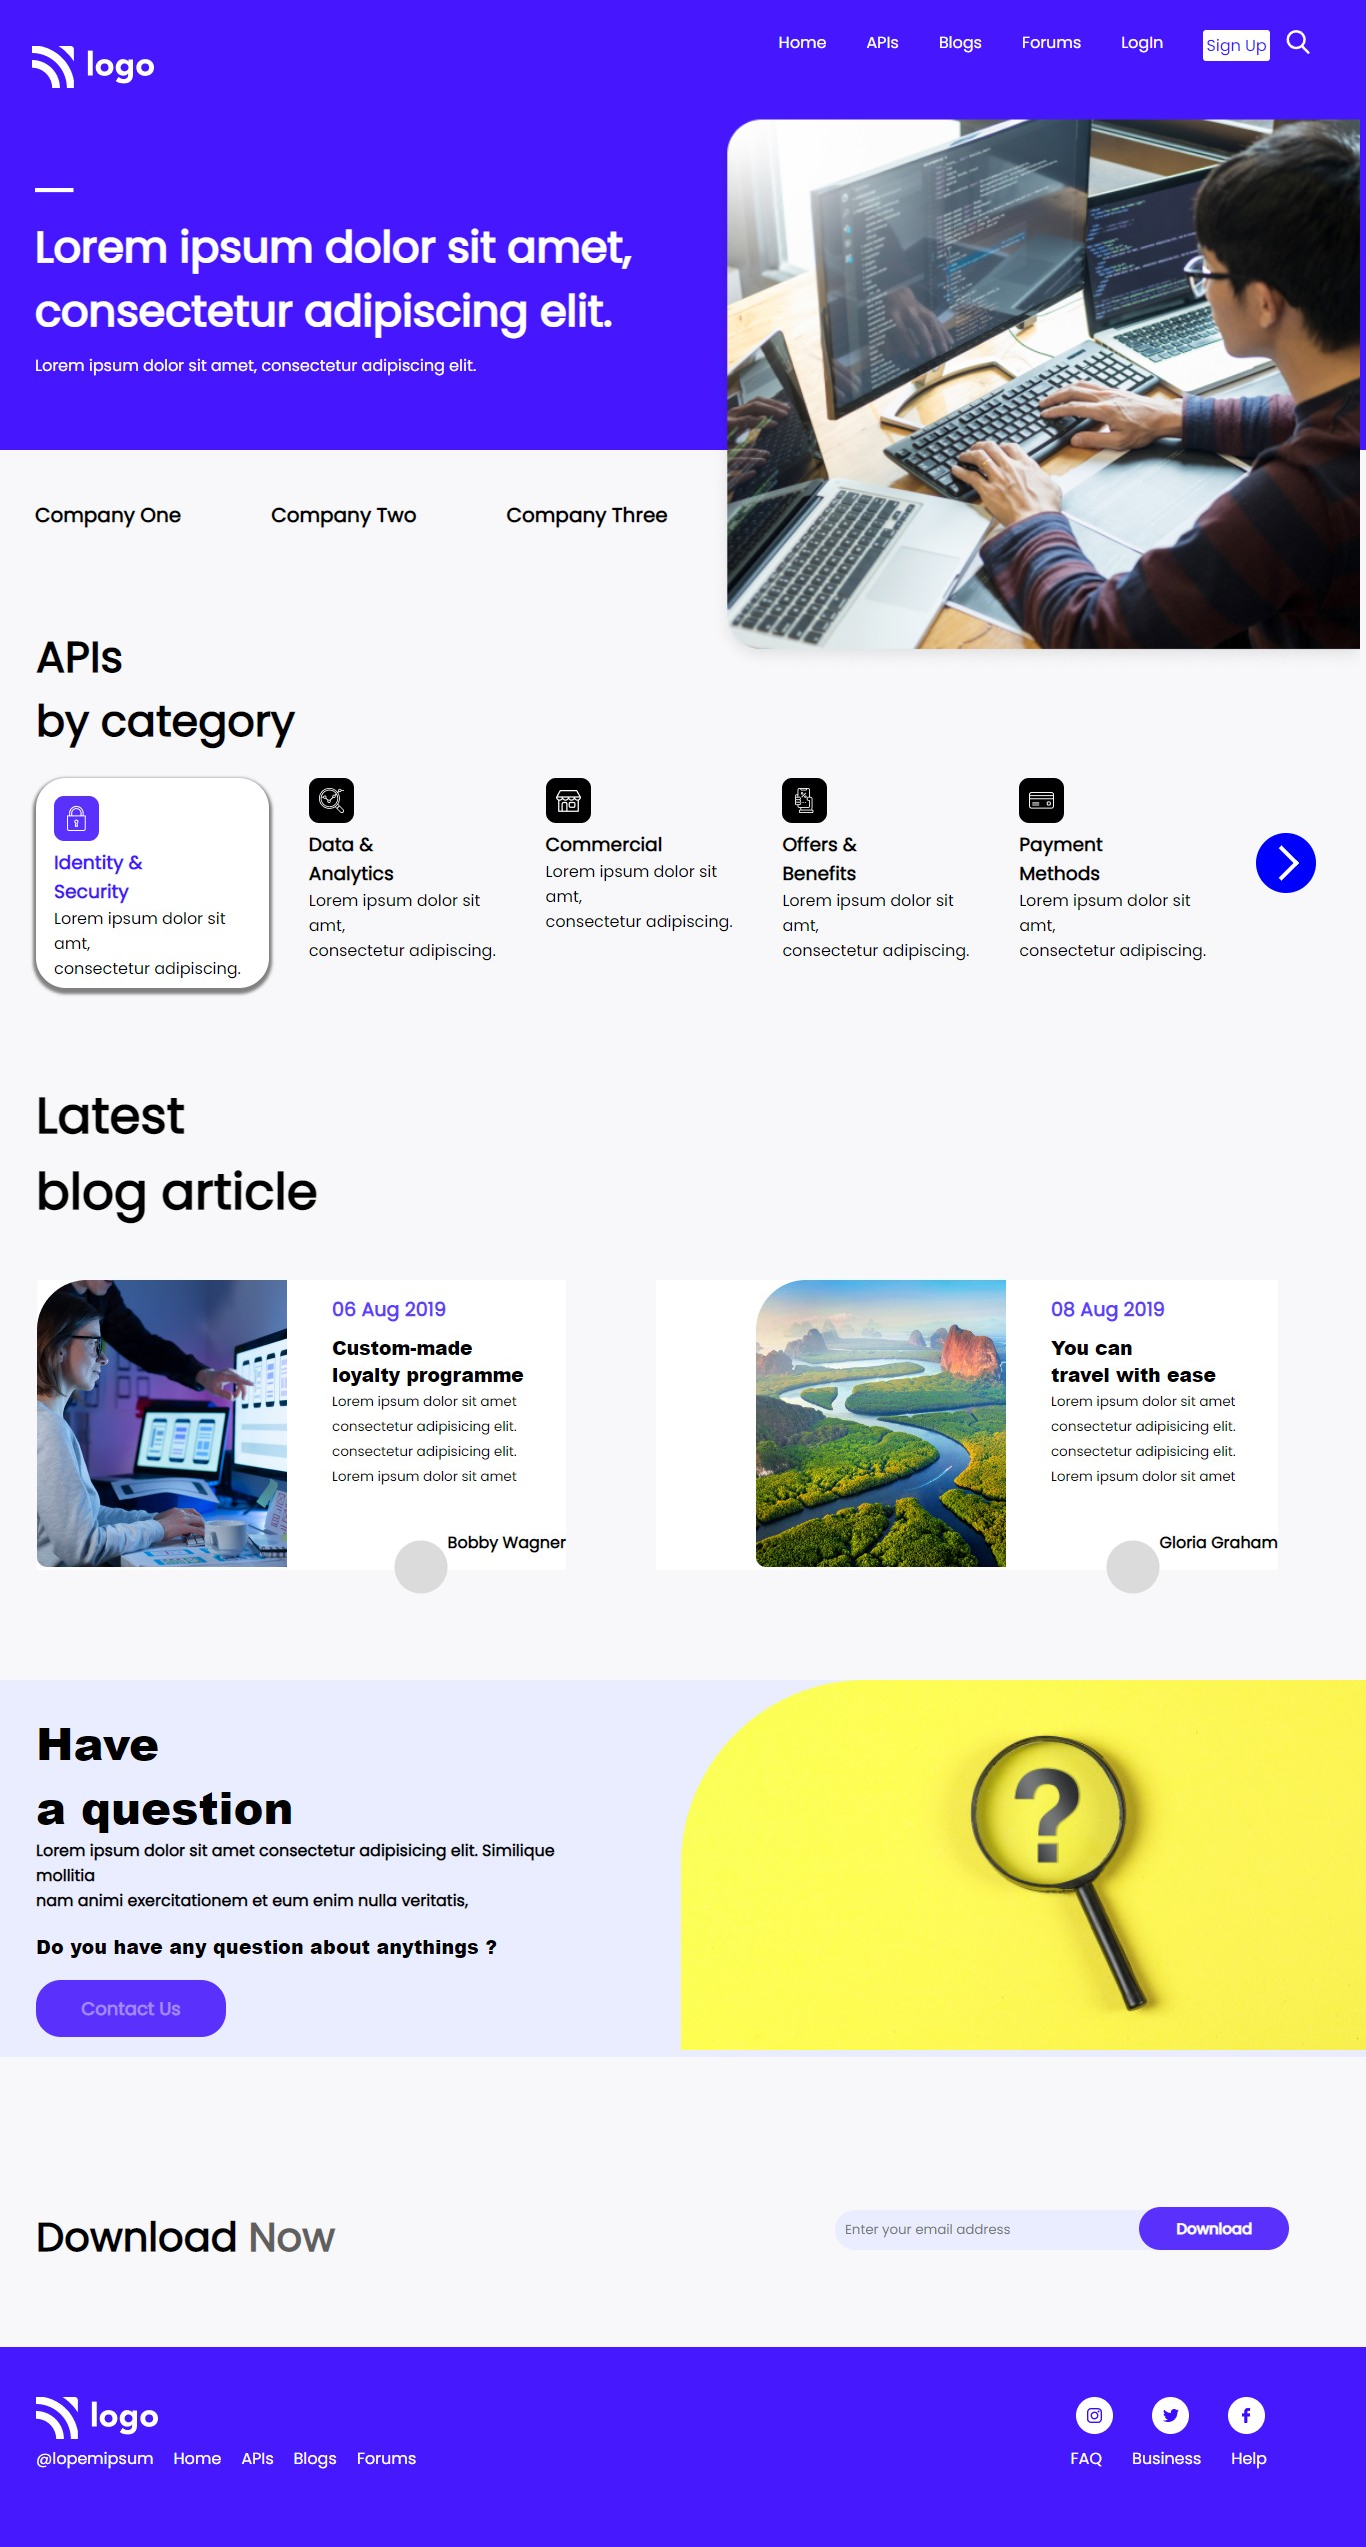 logo
Home APIs Blogs Forums LogIn Sign Up
Lorem ipsum dolor sit amet,
consectetur adipiscing elit.
Lorem ipsum dolor sit amet, consectetur adipiscing elit.
Company One Company Two Company Three
APIs
by category
Identity &
Security
Lorem ipsum dolor sit
amt,
consectetur adipiscing.
Data &
Analytics
Lorem ipsum dolor sit
amt,
consectetur adipiscing.
Commercial
Lorem ipsum dolor sit
amt,
consectetur adipiscing.
Offers &
Benefits
Lorem ipsum dolor sit
amt,
consectetur adipiscing.
Payment
Methods
Lorem ipsum dolor sit
amt,
consectetur adipiscing.
Latest
blog article
06 Aug 2019
Custom-made
loyalty programme
Lorem ipsum dolor sit amet
consectetur adipisicing elit.
consectetur adipisicing elit.
Lorem ipsum dolor sit amet
Bobby Wagner
08 Aug 2019
You can
travel with ease
Lorem ipsum dolor sit amet
consectetur adipisicing elit.
consectetur adipisicing elit.
Lorem ipsum dolor sit amet
Gloria Graham
Have
a question
Lorem ipsum dolor sit amet consectetur adipisicing elit. Similique
mollitia
nam animi exercitationem et eum enim nulla veritatis,
Do you have any question about anythings ?
Contact Us
?
Download Now
Enter your email address
Download
logo
@lopemipsum Home APIs Blogs Forums
FAQ Business Help